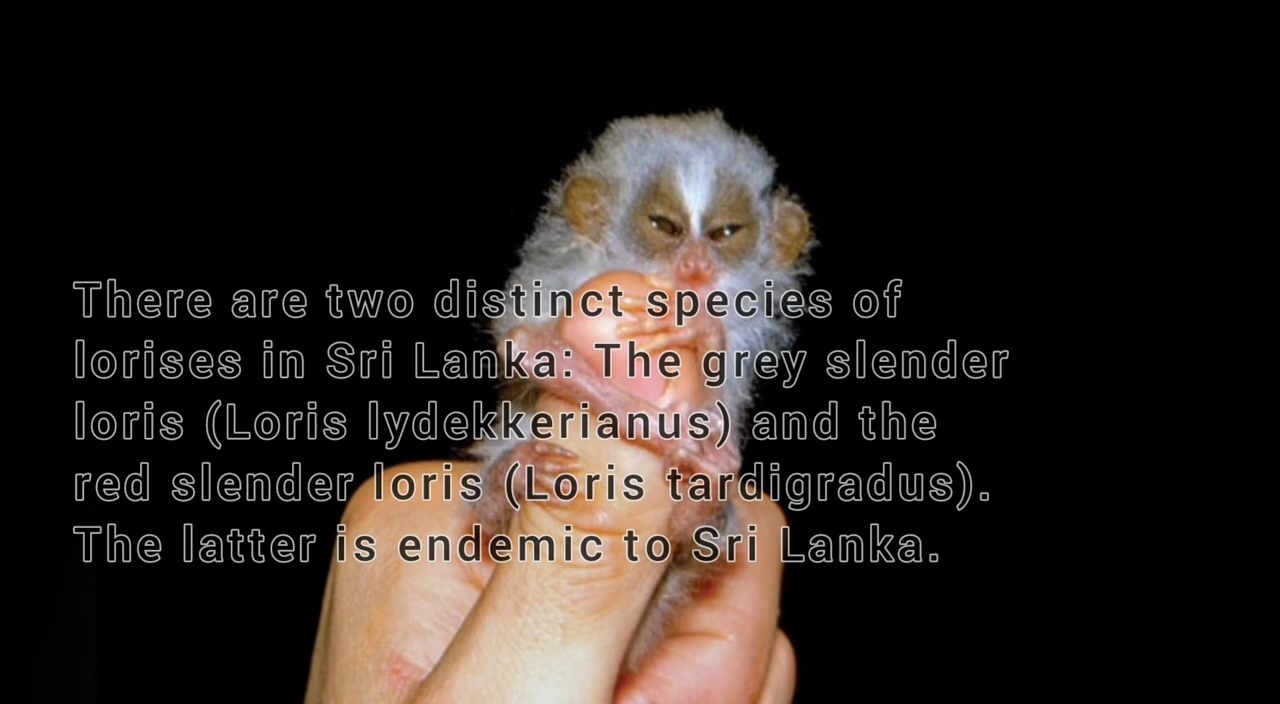 There are two distinct species of
lorises in Sri Lanka: The grey slender
loris (Loris lydekkerianus) and the
red slender loris (Loris tardigradus).
The latter is endemic to Sri Lanka.